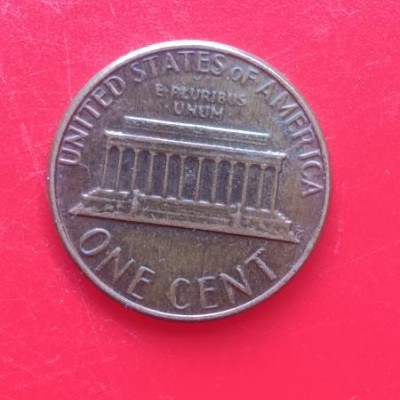 UNITED STATES OF AMERICA
E·PLURIBUS
UNUM
ONE CENT